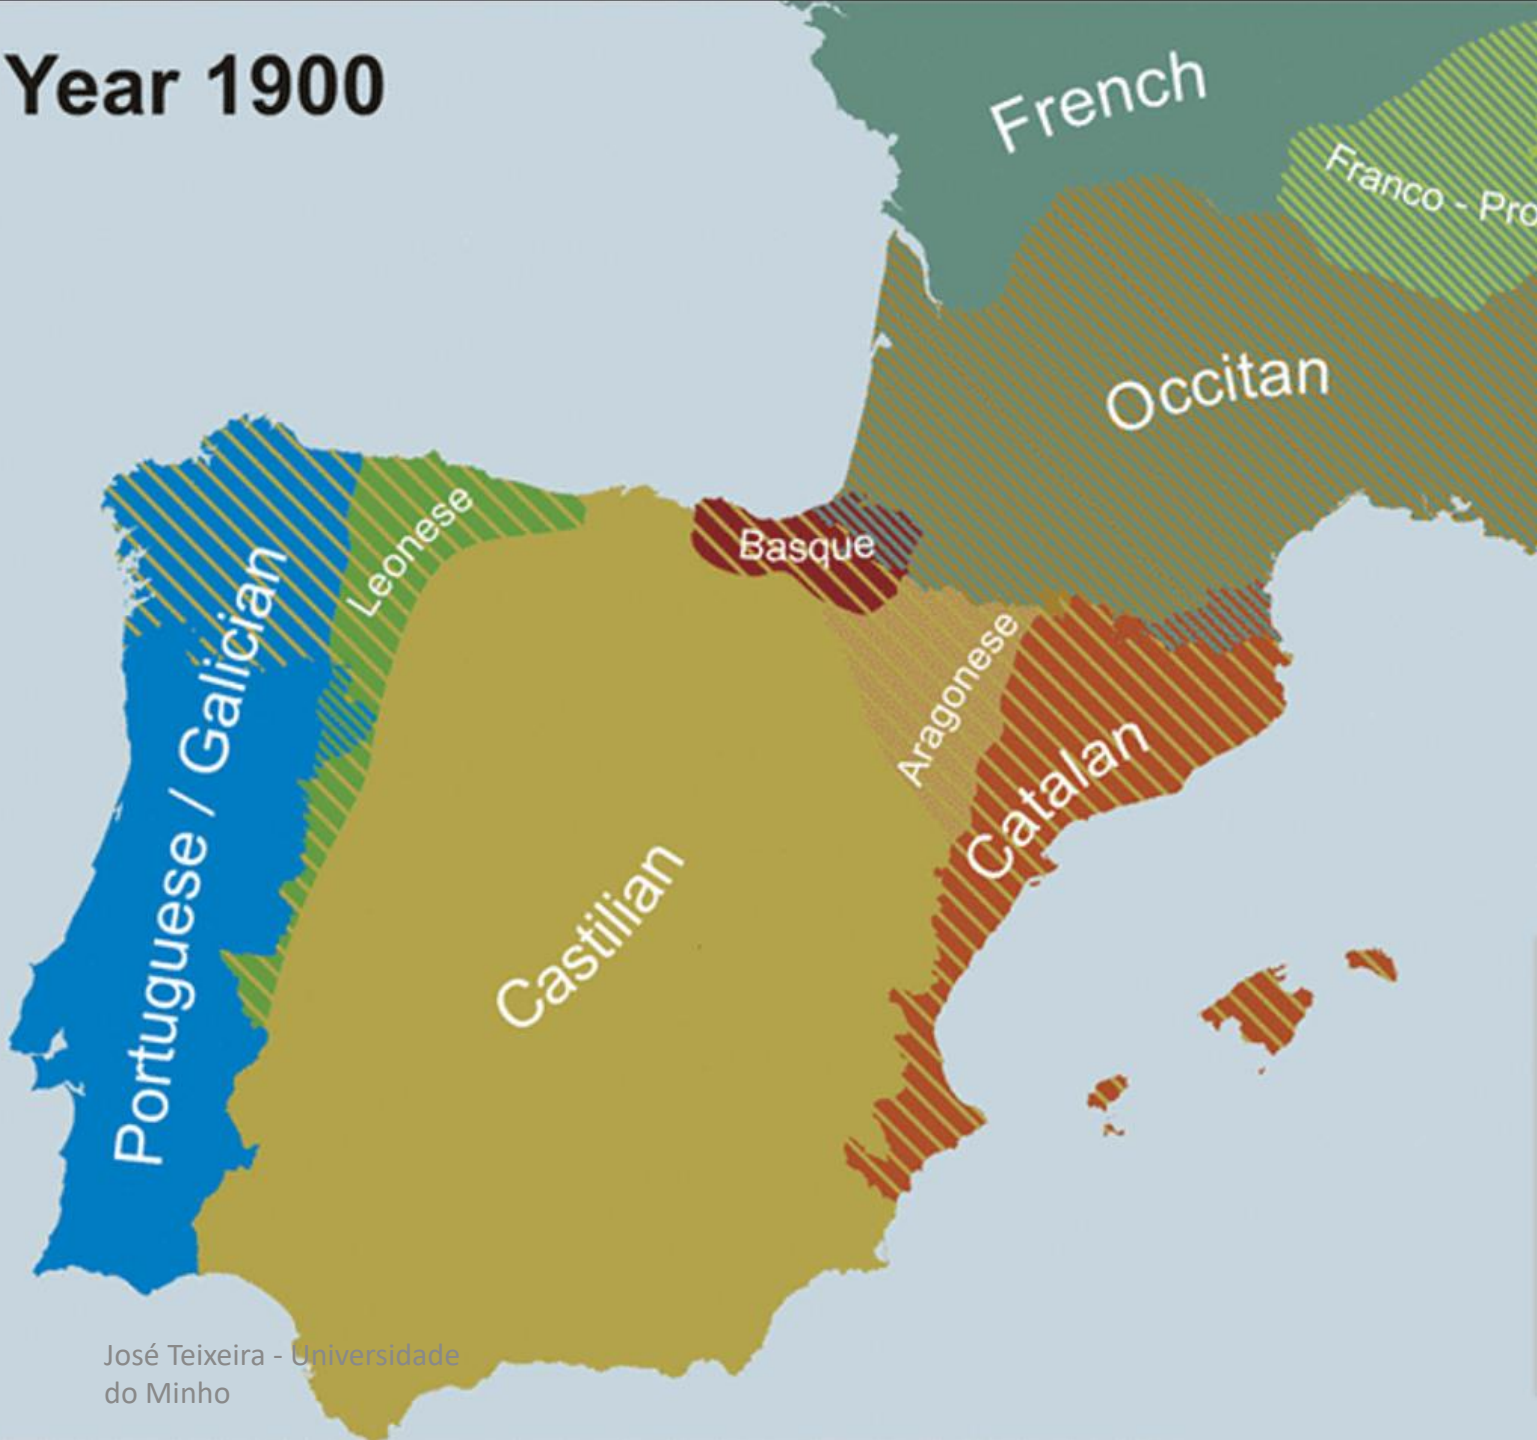 Year 1900
French
Franco - Pro
Occitan
Leonese
Basque
Portuguese / Galician
Aragonese
Catalan
Castilian
José Teixeira - Universidade
do Minho